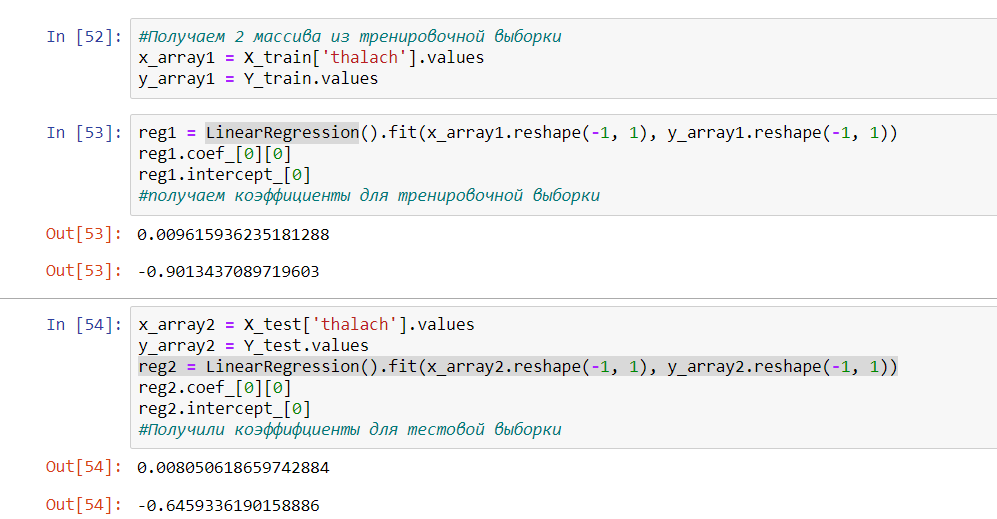 In [52]: #Получаем 2 массива из тренировочной выборки
x_array1 = X_train['thalach'].values
y_array1 = Y_train.values
In [53]: reg1 = LinearRegression().fit(x_array1.reshape(-1, 1), y_array1.reshape(-1, 1))
reg1.coef_[0][0]
reg1.intercept_[0]
#получаем коэффициенты для тренировочной выборки
Out[53]: 0.009615936235181288
Out[53]: -0.9013437089719603
In [54]: x_array2 = X_test['thalach'].values
y_array2 = Y_test.values
reg2 = LinearRegression().fit(x_array2.reshape(-1, 1), y_array2.reshape(-1, 1))
reg2.coef_[0][0]
reg2.intercept_[0]
#Получили коэффифциенты для тестовой выборки
Out[54]: 0.008050618659742884
Out[54]: -0.6459336190158886